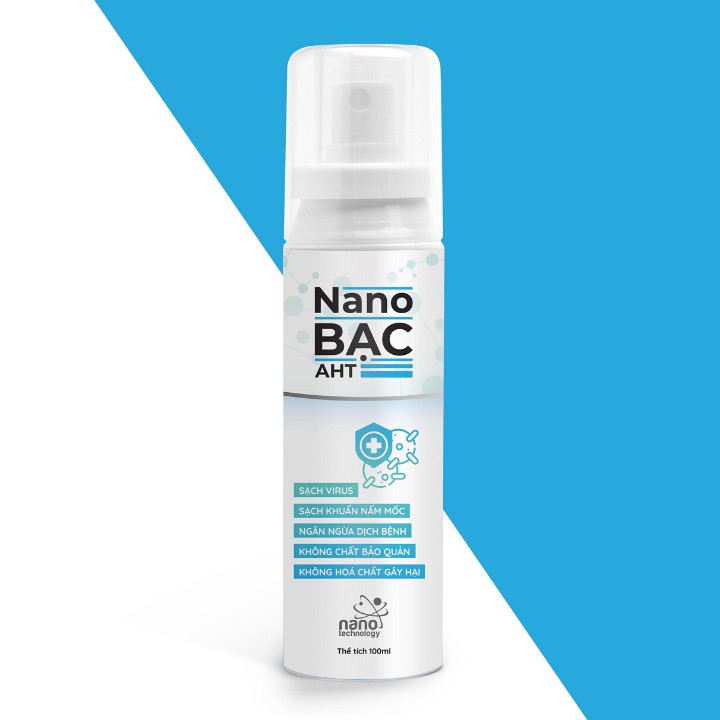 Nano
BẠC
AHT
SẠCH VIRUS
SẠCH KHUẨN NẤM MỐC
NGĂN NGỪA DỊCH BỆNH
KHÔNG CHẤT BẢO QUẢN
KHÔNG HOÁ CHẤT GÂY HẠI
nano
technology
Thể tích 100ml